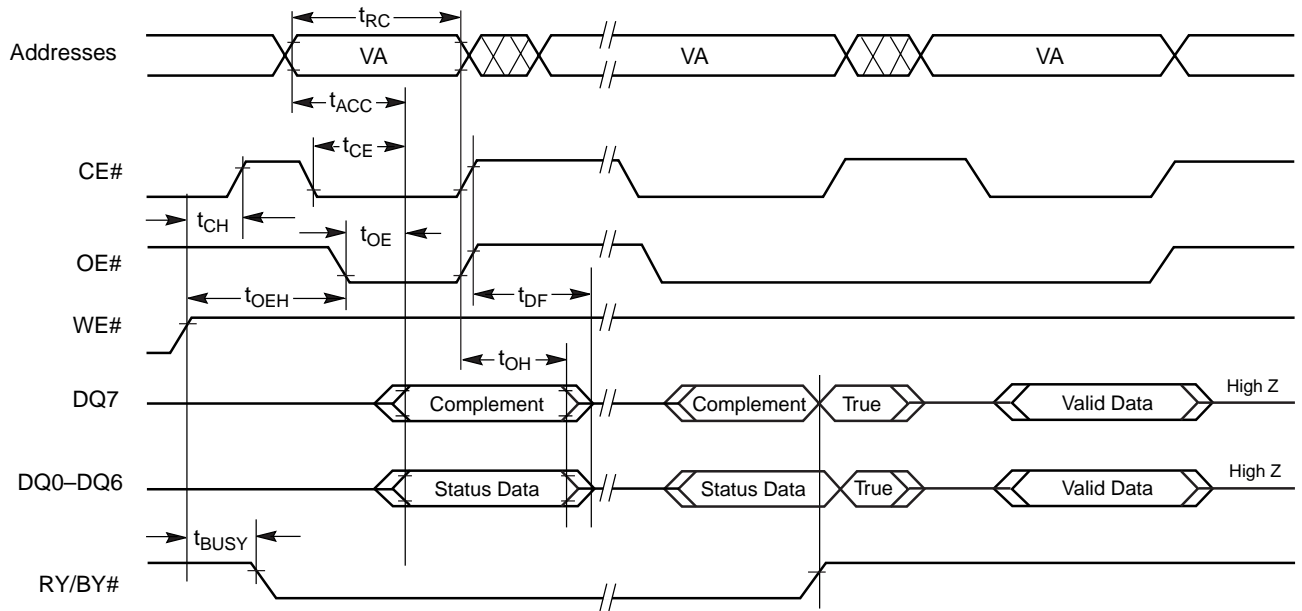 tRC
Addresses VA VA VA
tACC
tCE
CE#
tCH tOE
OE#
tOEH tDF
WE#
tOH
DQ7 Complement Complement True Valid Data High Z
DQ0–DQ6 Status Data Status Data True Valid Data High Z
tBUSY
RY/BY#